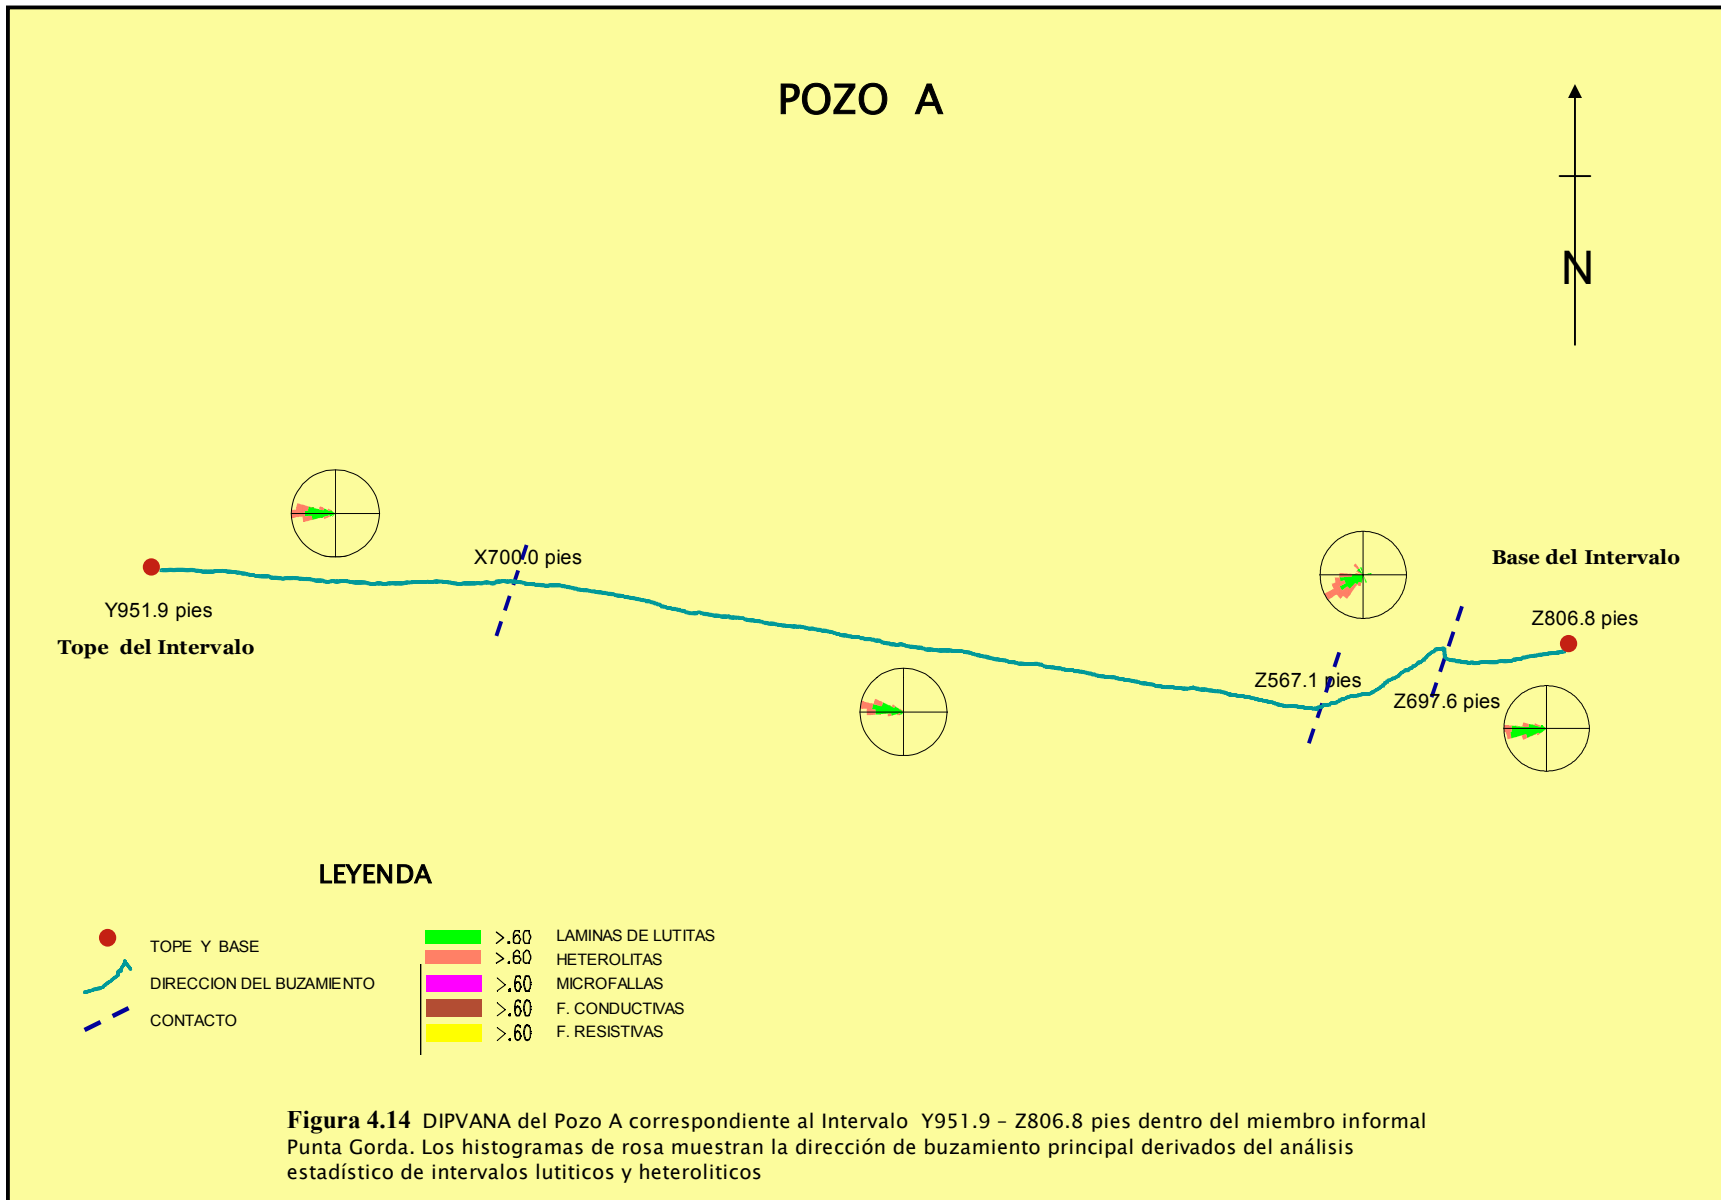 POZO A
N
X700.0 pies
Y951.9 pies
Tope del Intervalo
Base del Intervalo
Z806.8 pies
Z567.1 pies
Z697.6 pies
LEYENDA
TOPE Y BASE
DIRECCION DEL BUZAMIENTO
CONTACTO
>.60 LAMINAS DE LUTITAS
>.60 HETEROLITAS
>.60 MICROFALLAS
>.60 F. CONDUCTIVAS
>.60 F. RESISTIVAS
Figura 4.14 DIPVANA del Pozo A correspondiente al Intervalo Y951.9 – Z806.8 pies dentro del miembro informal
Punta Gorda. Los histogramas de rosa muestran la dirección de buzamiento principal derivados del análisis
estadístico de intervalos lutiticos y heteroliticos